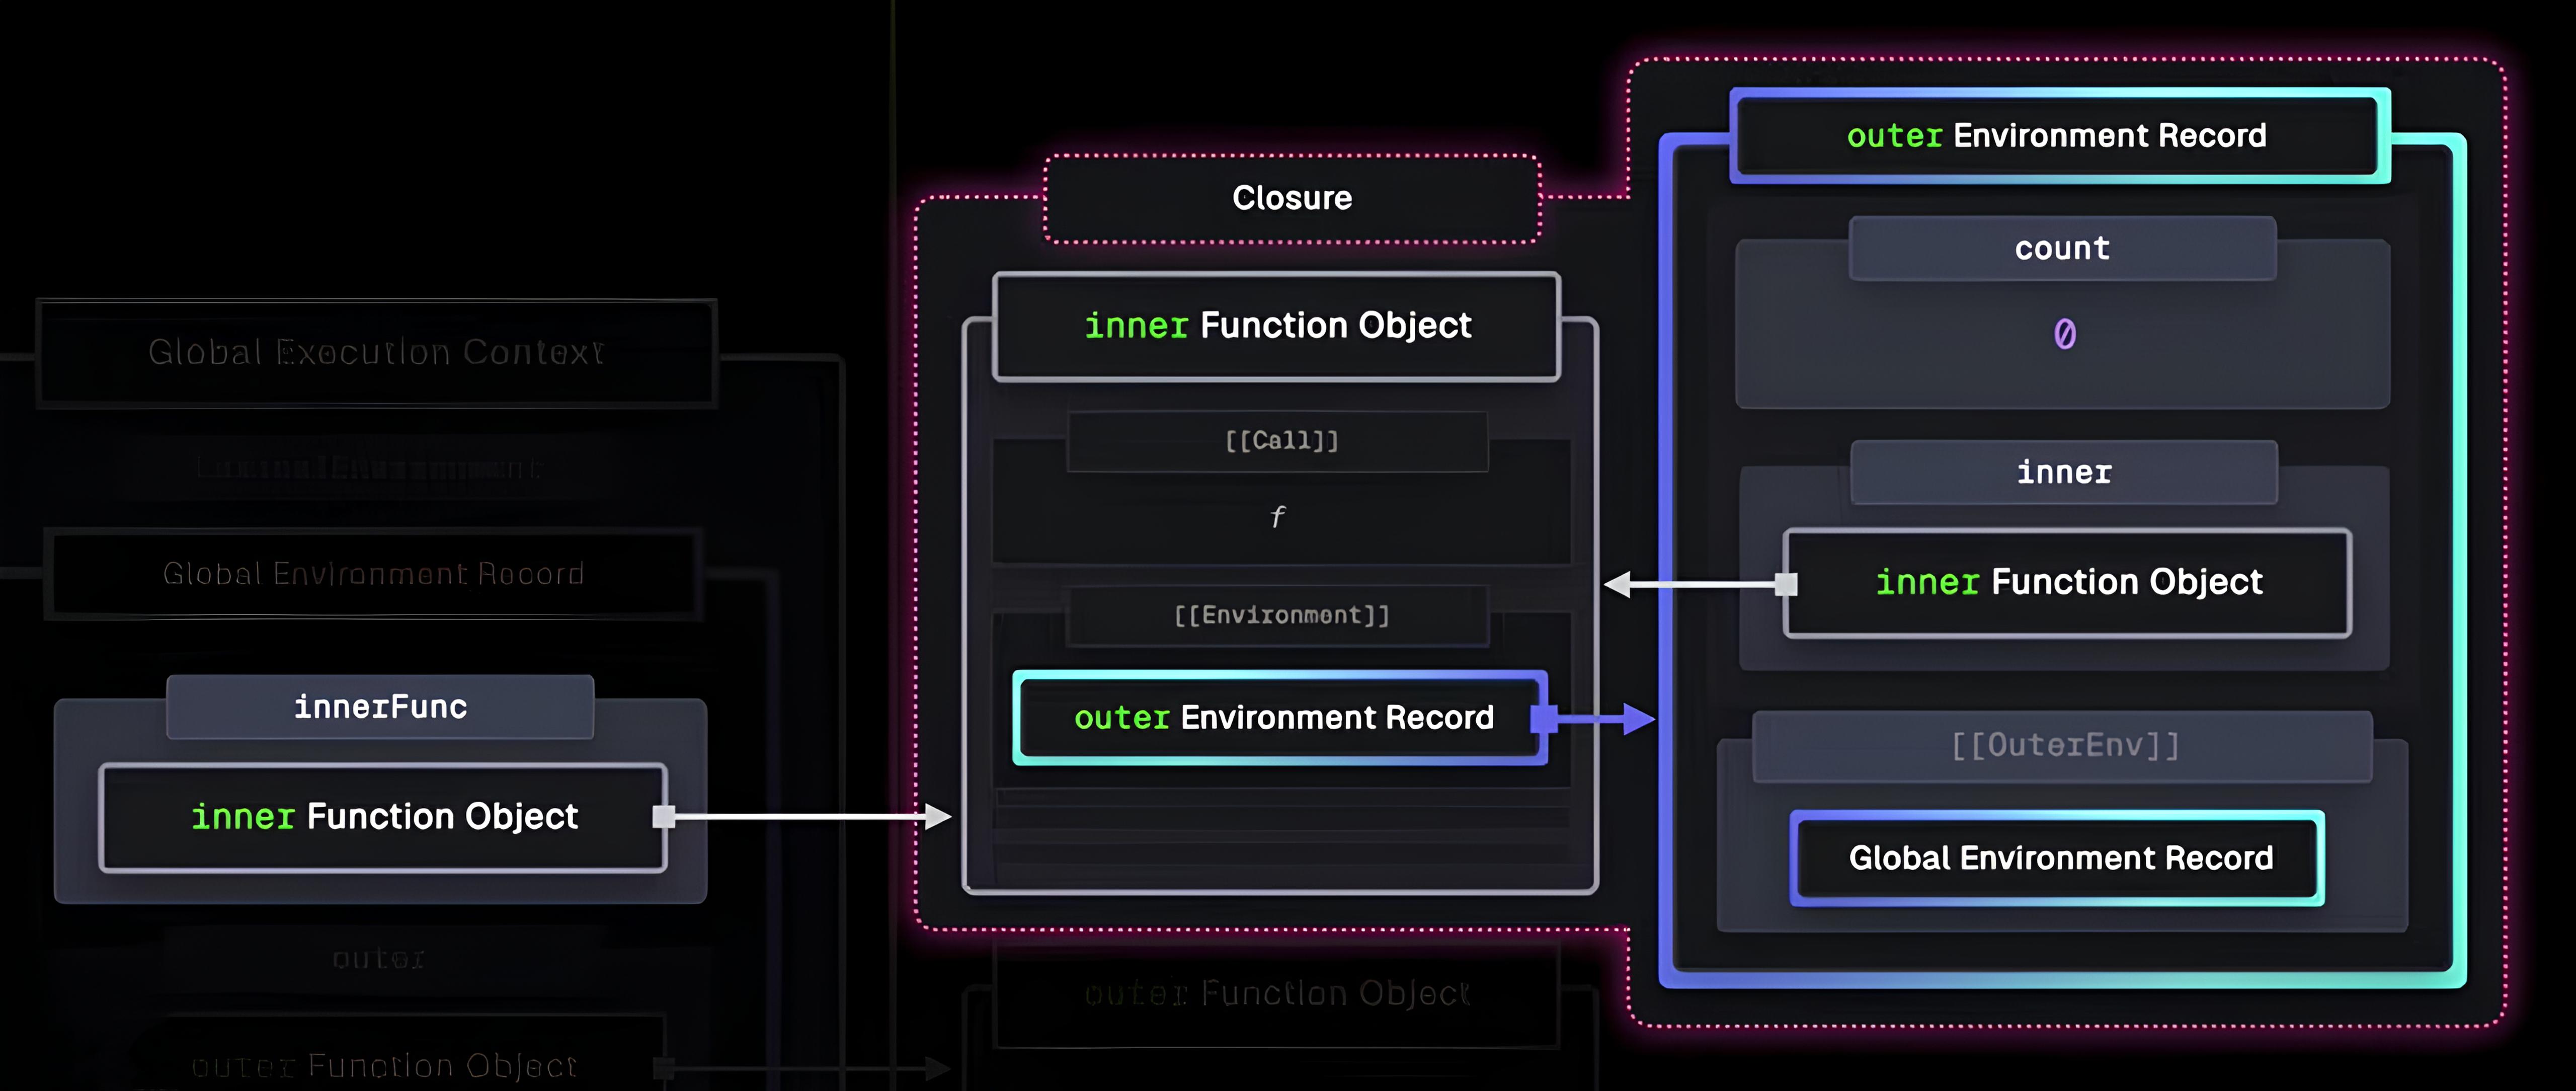 Global Execution Context
Global Environment Record
innerFunc
inner Function Object
outer
outer Function Object
Closure
inner Function Object
[[Call]]
f
[[Environment]]
outer Environment Record
outer Function Object
outer Environment Record
count
0
inner
inner Function Object
[[OuterEnv]]
Global Environment Record